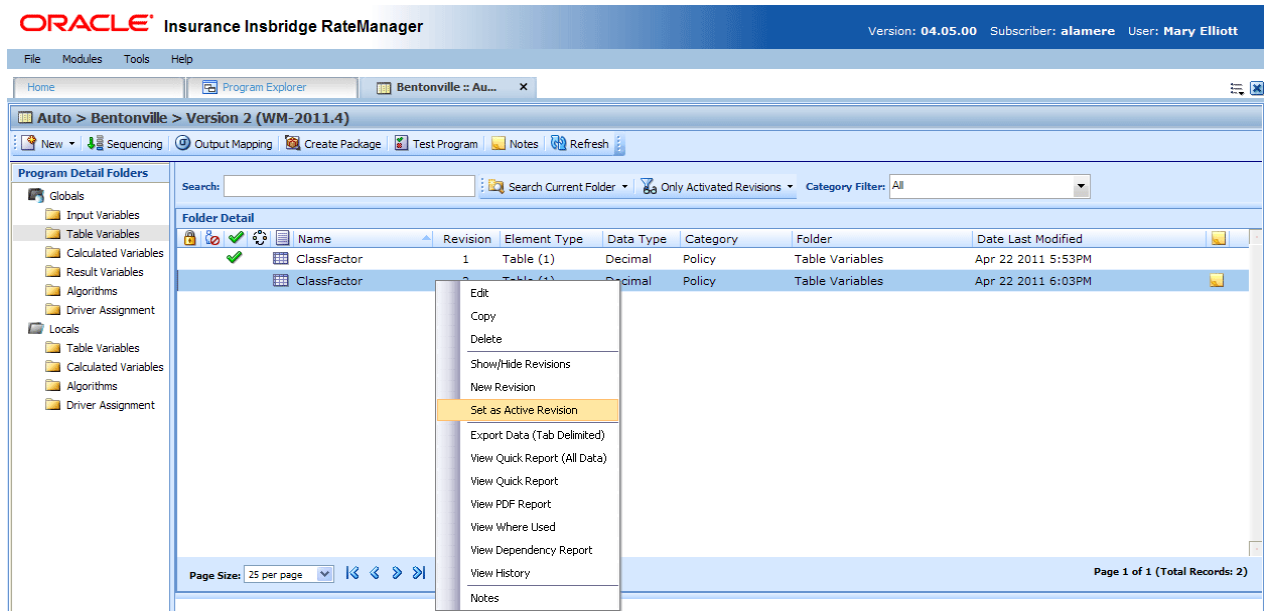 ORACLE® Insurance Insbridge RateManager
Version: 04.05.00 Subscriber: alamere User: Mary Elliott
File Modules Tools Help
Home Program Explorer Bentonville :: Au... x
Auto > Bentonville > Version 2 (WM-2011.4)
New Sequencing Output Mapping Create Package Test Program Notes Refresh
Program Detail Folders
Globals
Input Variables
Table Variables
Calculated Variables
Result Variables
Algorithms
Driver Assignment
Locals
Table Variables
Calculated Variables
Algorithms
Driver Assignment
Search: Search Current Folder Only Activated Revisions Category Filter: All
Folder Detail
Name Revision Element Type Data Type Category Folder Date Last Modified
ClassFactor 1 Table (1) Decimal Policy Table Variables Apr 22 2011 5:53PM
ClassFactor 2 Table (1) Decimal Policy Table Variables Apr 22 2011 6:03PM
Edit
Copy
Delete
Show/Hide Revisions
New Revision
Set as Active Revision
Export Data (Tab Delimited)
View Quick Report (All Data)
View Quick Report
View PDF Report
View Where Used
View Dependency Report
View History
Notes
Page Size: 25 per page
Page 1 of 1 (Total Records: 2)